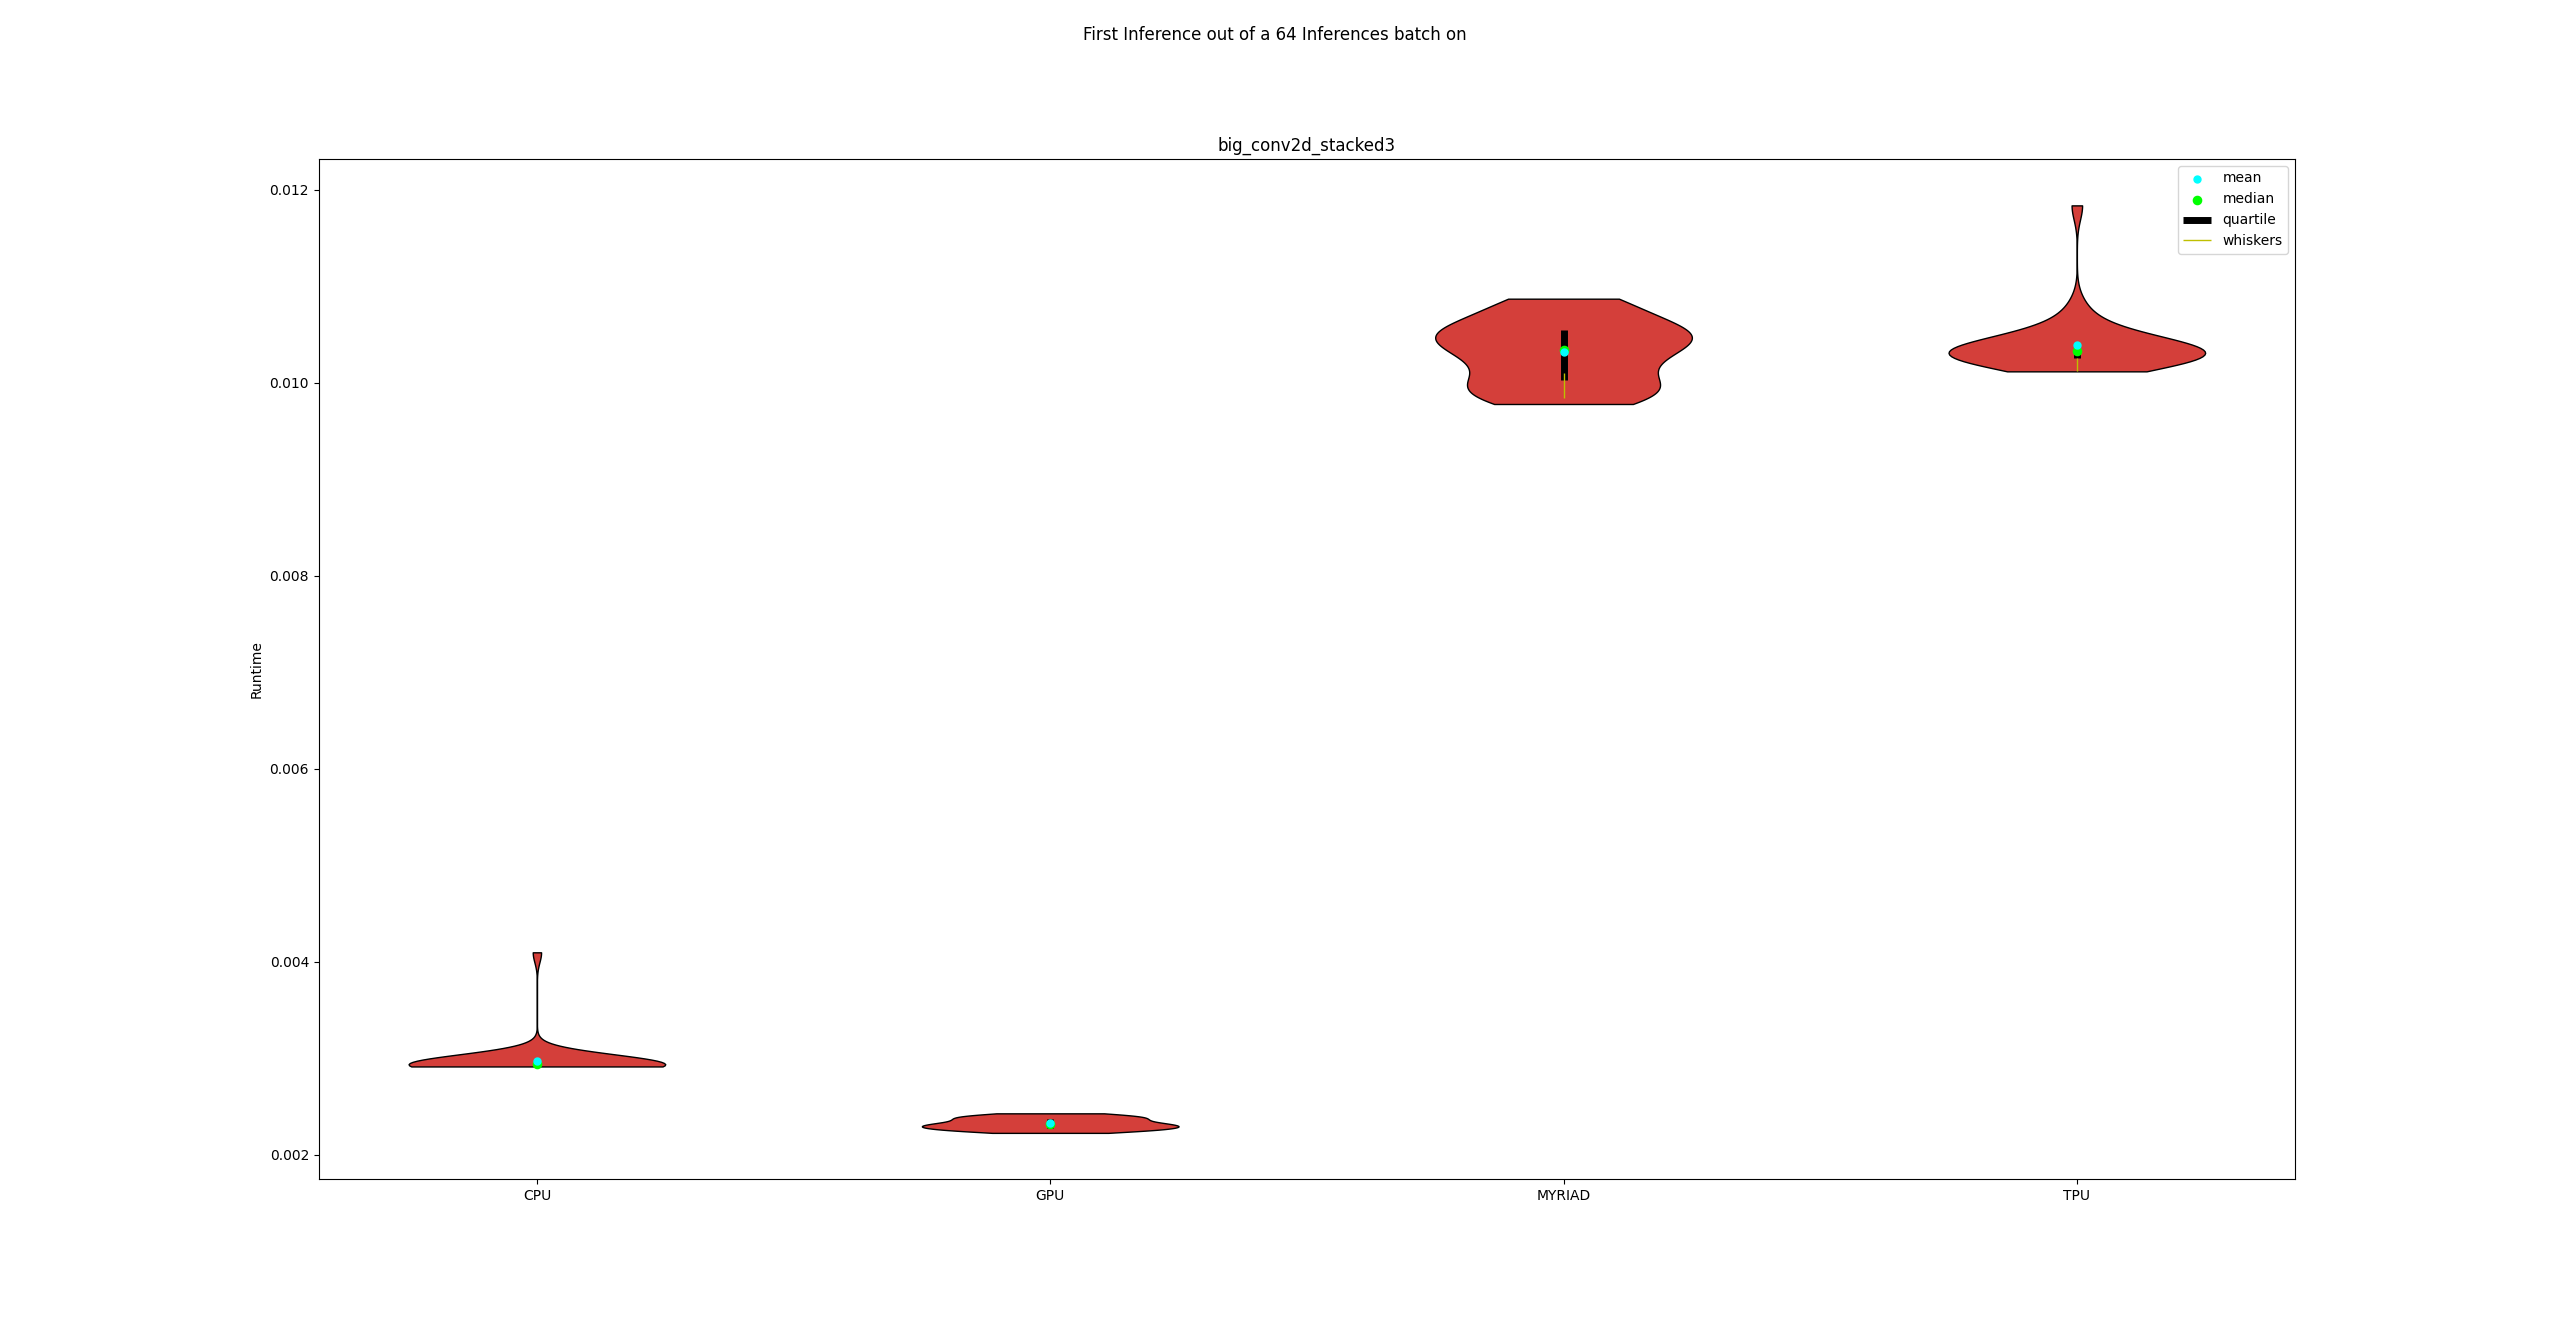 First Inference out of a 64 Inferences batch on
big_conv2d_stacked3
mean
median
quartile
whiskers
0.012
0.010
0.008
0.006
0.004
0.002
Runtime
CPU
GPU
MYRIAD
TPU